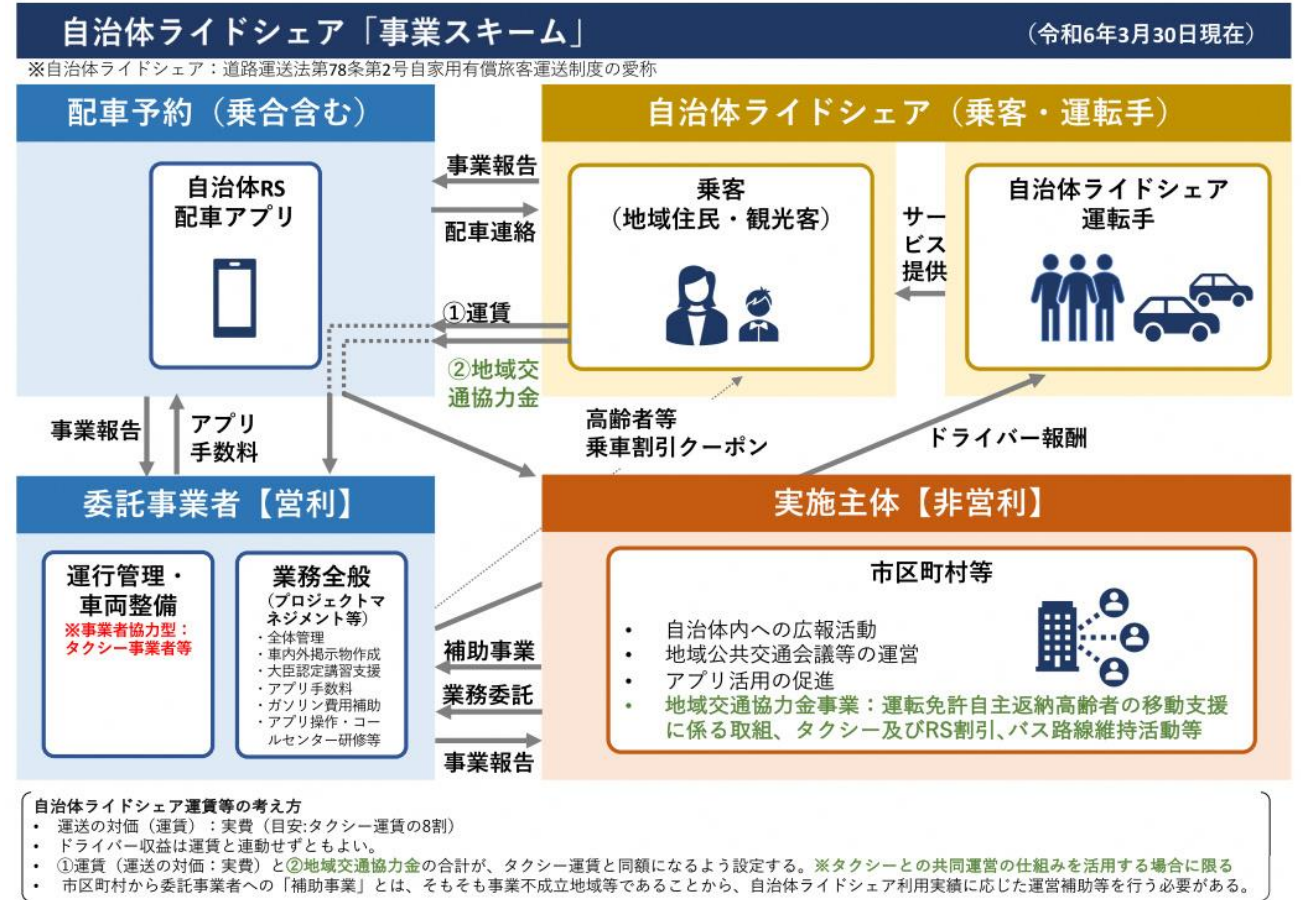 自治体ライドシェア「事業スキーム」
（令和6年3月30日現在）
※自治体ライドシェア：道路運送法第78条第2号自家用有償旅客運送制度の愛称
配車予約（乗合含む）
自治体RS
配車アプリ
事業報告
配車連絡
①運賃
②地域交
通協力金
自治体ライドシェア（乗客・運転手）
乗客
（地域住民・観光客）
サー
ビス
提供
自治体ライドシェア
運転手
事業報告
アプリ
手数料
高齢者等
乗車割引クーポン
ドライバー報酬
委託事業者【営利】
運行管理・
車両整備
※事業者協力型：
タクシー事業者等
業務全般
（プロジェクトマ
ネジメント等）
・全体管理
・車内外掲示物作成
・大臣認定講習支援
・アプリ手数料
・ガソリン費用補助
・アプリ操作・コー
ルセンター研修等
補助事業
業務委託
事業報告
実施主体【非営利】
市区町村等
• 自治体内への広報活動
• 地域公共交通会議等の運営
• アプリ活用の促進
• 地域交通協力金事業：運転免許自主返納高齢者の移動支援
に係る取組、タクシー及びRS割引、バス路線維持活動等
自治体ライドシェア運賃等の考え方
• 運送の対価（運賃）：実費（目安:タクシー運賃の8割）
• ドライバー収益は運賃と連動せずともよい。
• ①運賃（運送の対価：実費）と②地域交通協力金の合計が、タクシー運賃と同額になるよう設定する。※タクシーとの共同運営の仕組みを活用する場合に限る
• 市区町村から委託事業者への「補助事業」とは、そもそも事業不成立地域等であることから、自治体ライドシェア利用実績に応じた運営補助等を行う必要がある。